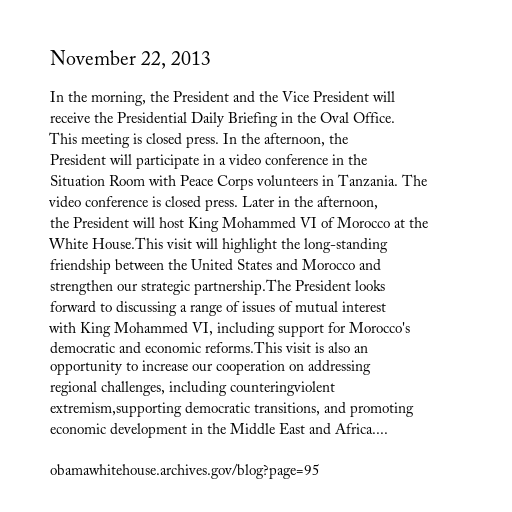 November 22, 2013
In the morning, the President and the Vice President will
receive the Presidential Daily Briefing in the Oval Office.
This meeting is closed press. In the afternoon, the
President will participate in a video conference in the
Situation Room with Peace Corps volunteers in Tanzania. The
video conference is closed press. Later in the afternoon,
the President will host King Mohammed VI of Morocco at the
White House.This visit will highlight the long-standing
friendship between the United States and Morocco and
strengthen our strategic partnership.The President looks
forward to discussing a range of issues of mutual interest
with King Mohammed VI, including support for Morocco's
democratic and economic reforms.This visit is also an
opportunity to increase our cooperation on addressing
regional challenges, including counteringviolent
extremism,supporting democratic transitions, and promoting
economic development in the Middle East and Africa....
obamawhitehouse.archives.gov/blog?page=95